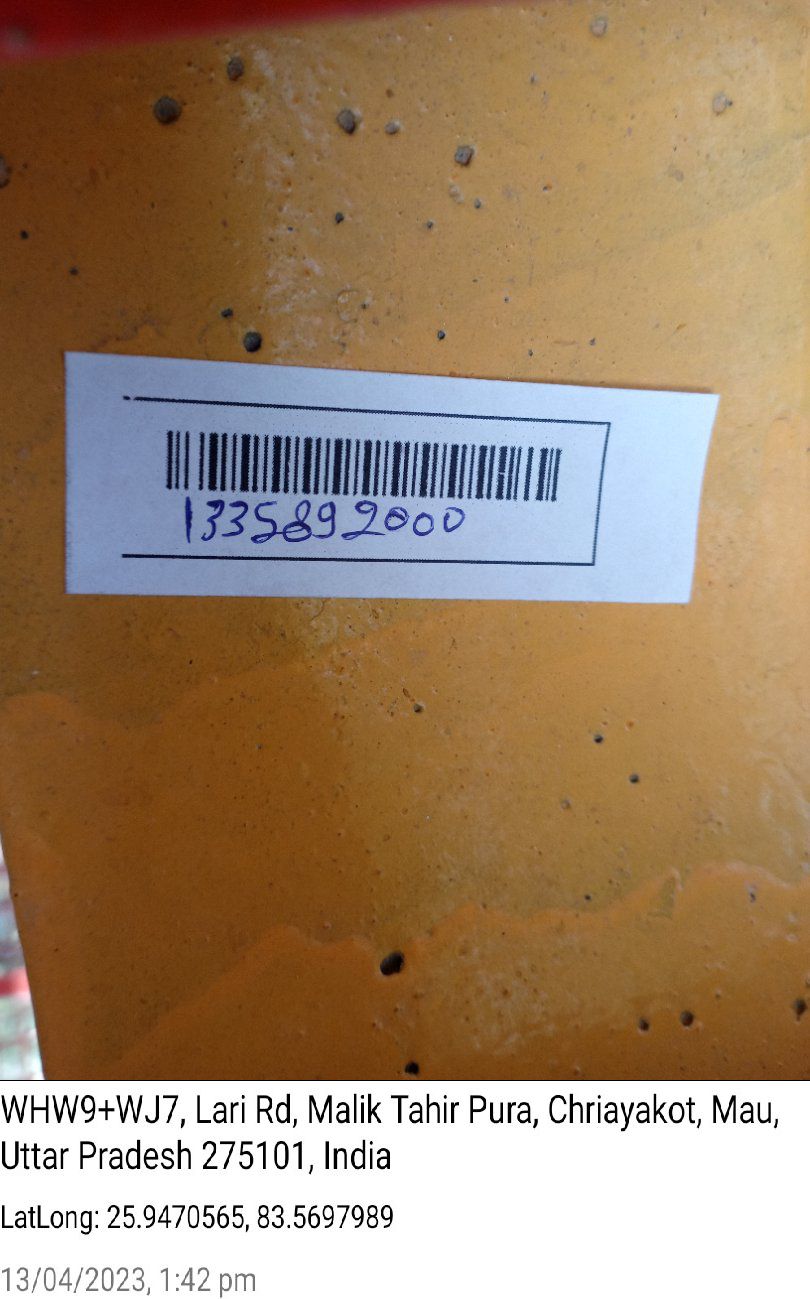 1335892000
WHW9+WJ7, Lari Rd, Malik Tahir Pura, Chriayakot, Mau,
Uttar Pradesh 275101, India
LatLong: 25.9470565, 83.5697989
13/04/2023, 1:42 pm